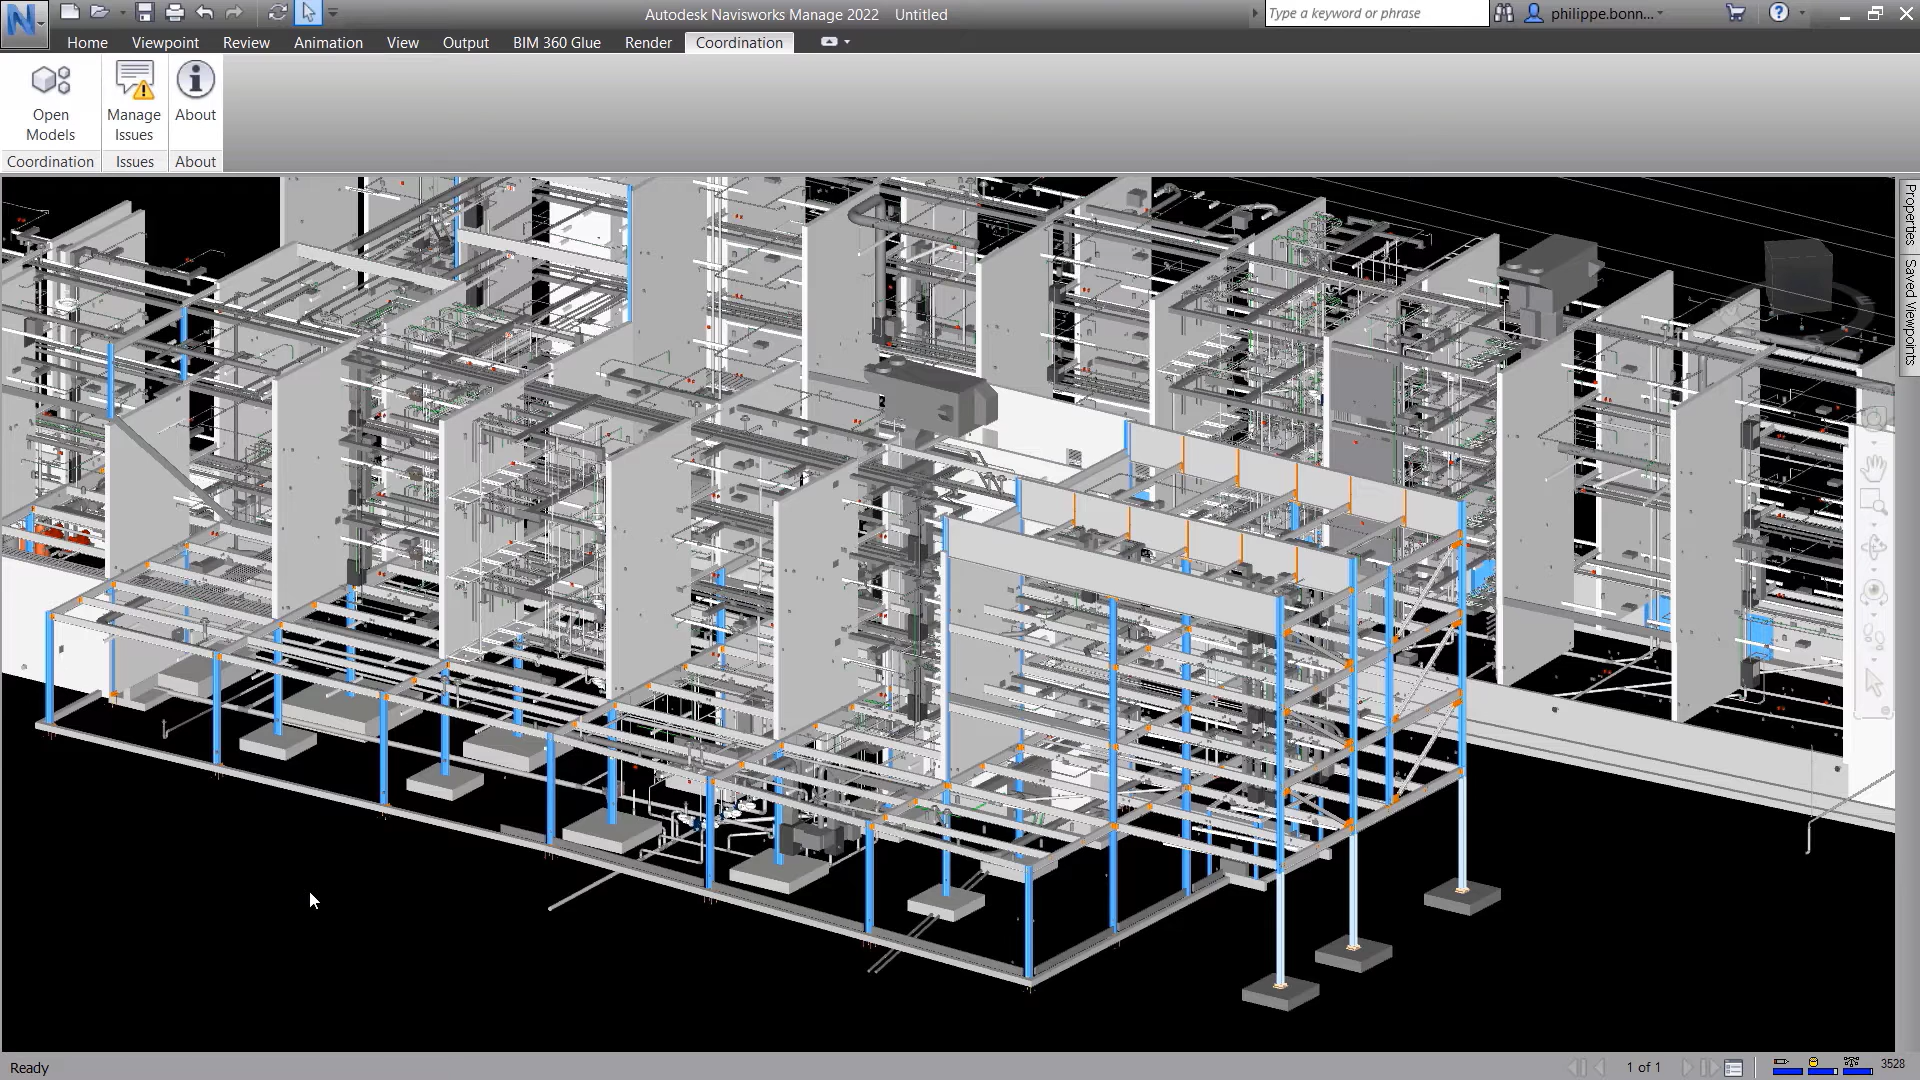 N
Autodesk Navisworks Manage 2022 Untitled
Type a keyword or phrase
philippe.bonn...
?
Home Viewpoint Review Animation View Output BIM 360 Glue Render Coordination
Open
Models
Manage
Issues
About
Coordination Issues About
Properties
Saved Viewpoints
Ready
1 of 1
3528